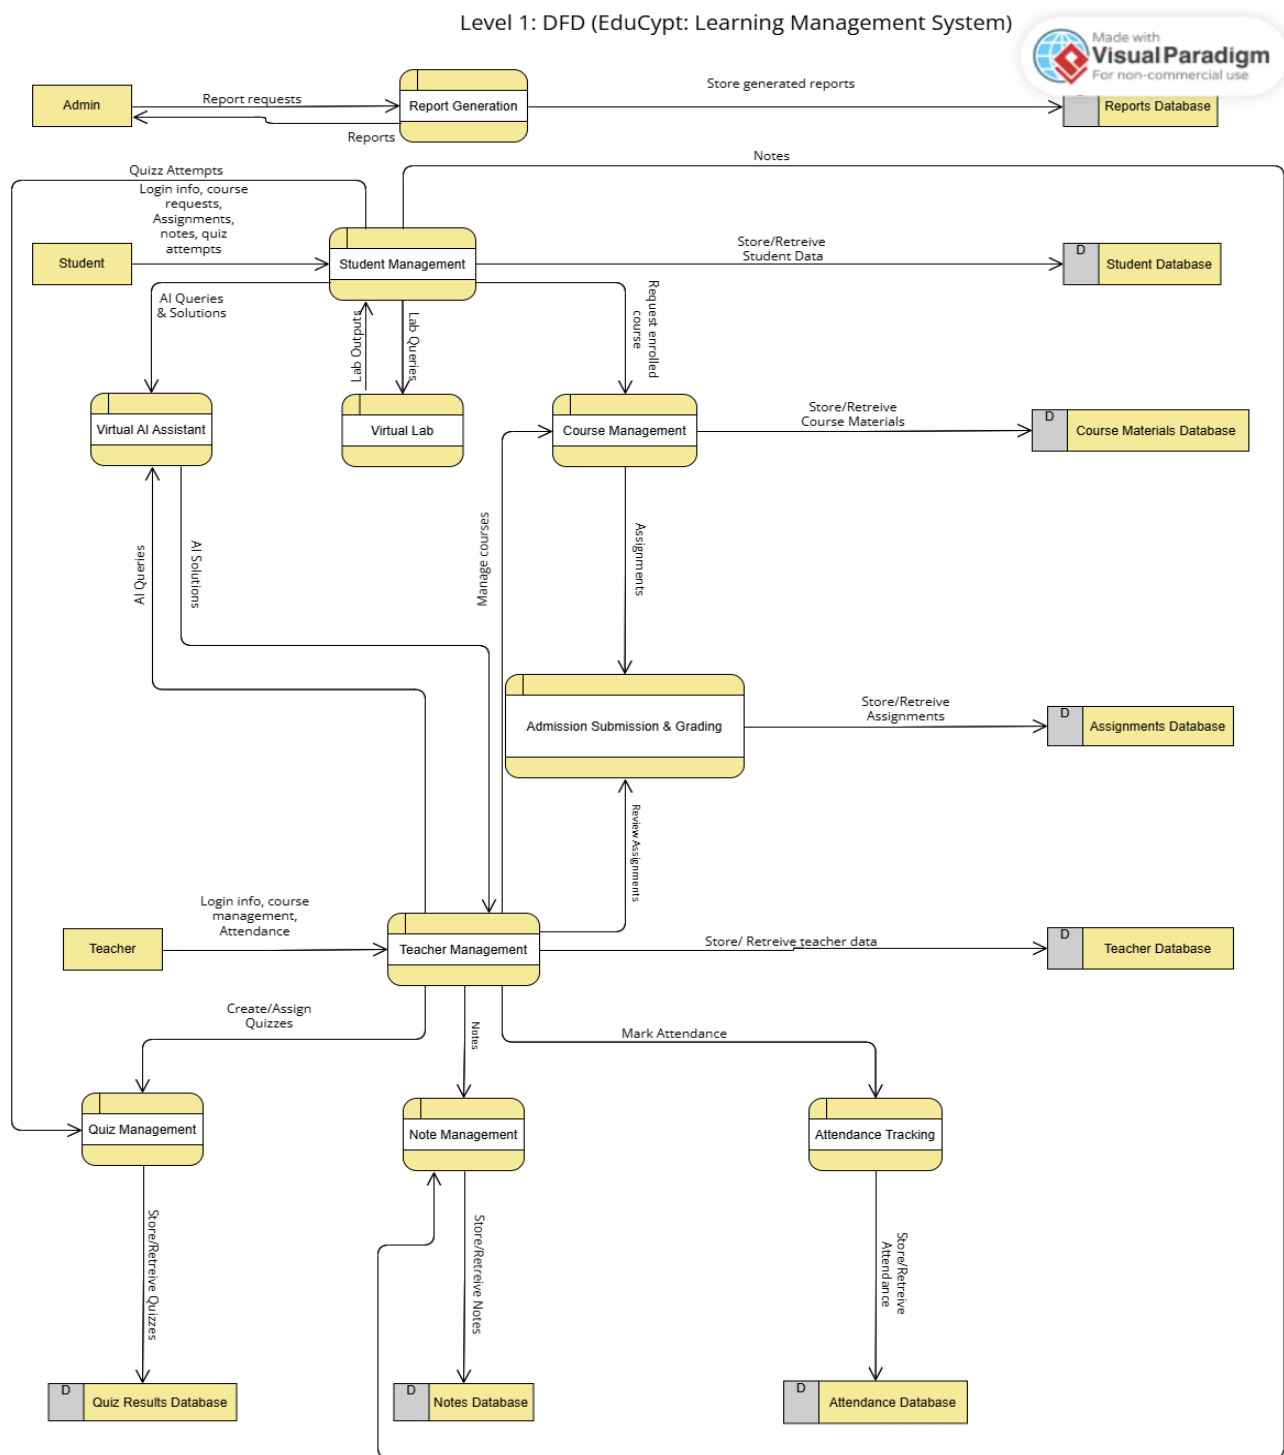 Level 1: DFD (EduCypt: Learning Management System)
Made with
Visual Paradigm
For non-commercial use
Admin
Report requests
Reports
Report Generation
Store generated reports
Reports Database
Notes
Quizz Attempts
Login info, course
requests,
Assignments,
notes, quiz
attempts
Student
Student Management
Store/Retreive
Student Data
D
Student Database
AI Queries
& Solutions
Lab Outputs
Lab Queries
Request enrolled
course
Virtual AI Assistant
Virtual Lab
Course Management
Store/Retreive
Course Materials
D
Course Materials Database
AI Queries
AI Solutions
Manage courses
Assignments
Admission Submission & Grading
Store/Retreive
Assignments
D
Assignments Database
Review Assignments
Login info, course
management,
Attendance
Teacher
Teacher Management
Store/ Retreive teacher data
D
Teacher Database
Create/Assign
Quizzes
Notes
Mark Attendance
Quiz Management
Note Management
Attendance Tracking
Store/Retreive Quizzes
Store/Retreive Notes
Store/Retreive
Attendance
D
Quiz Results Database
D
Notes Database
D
Attendance Database